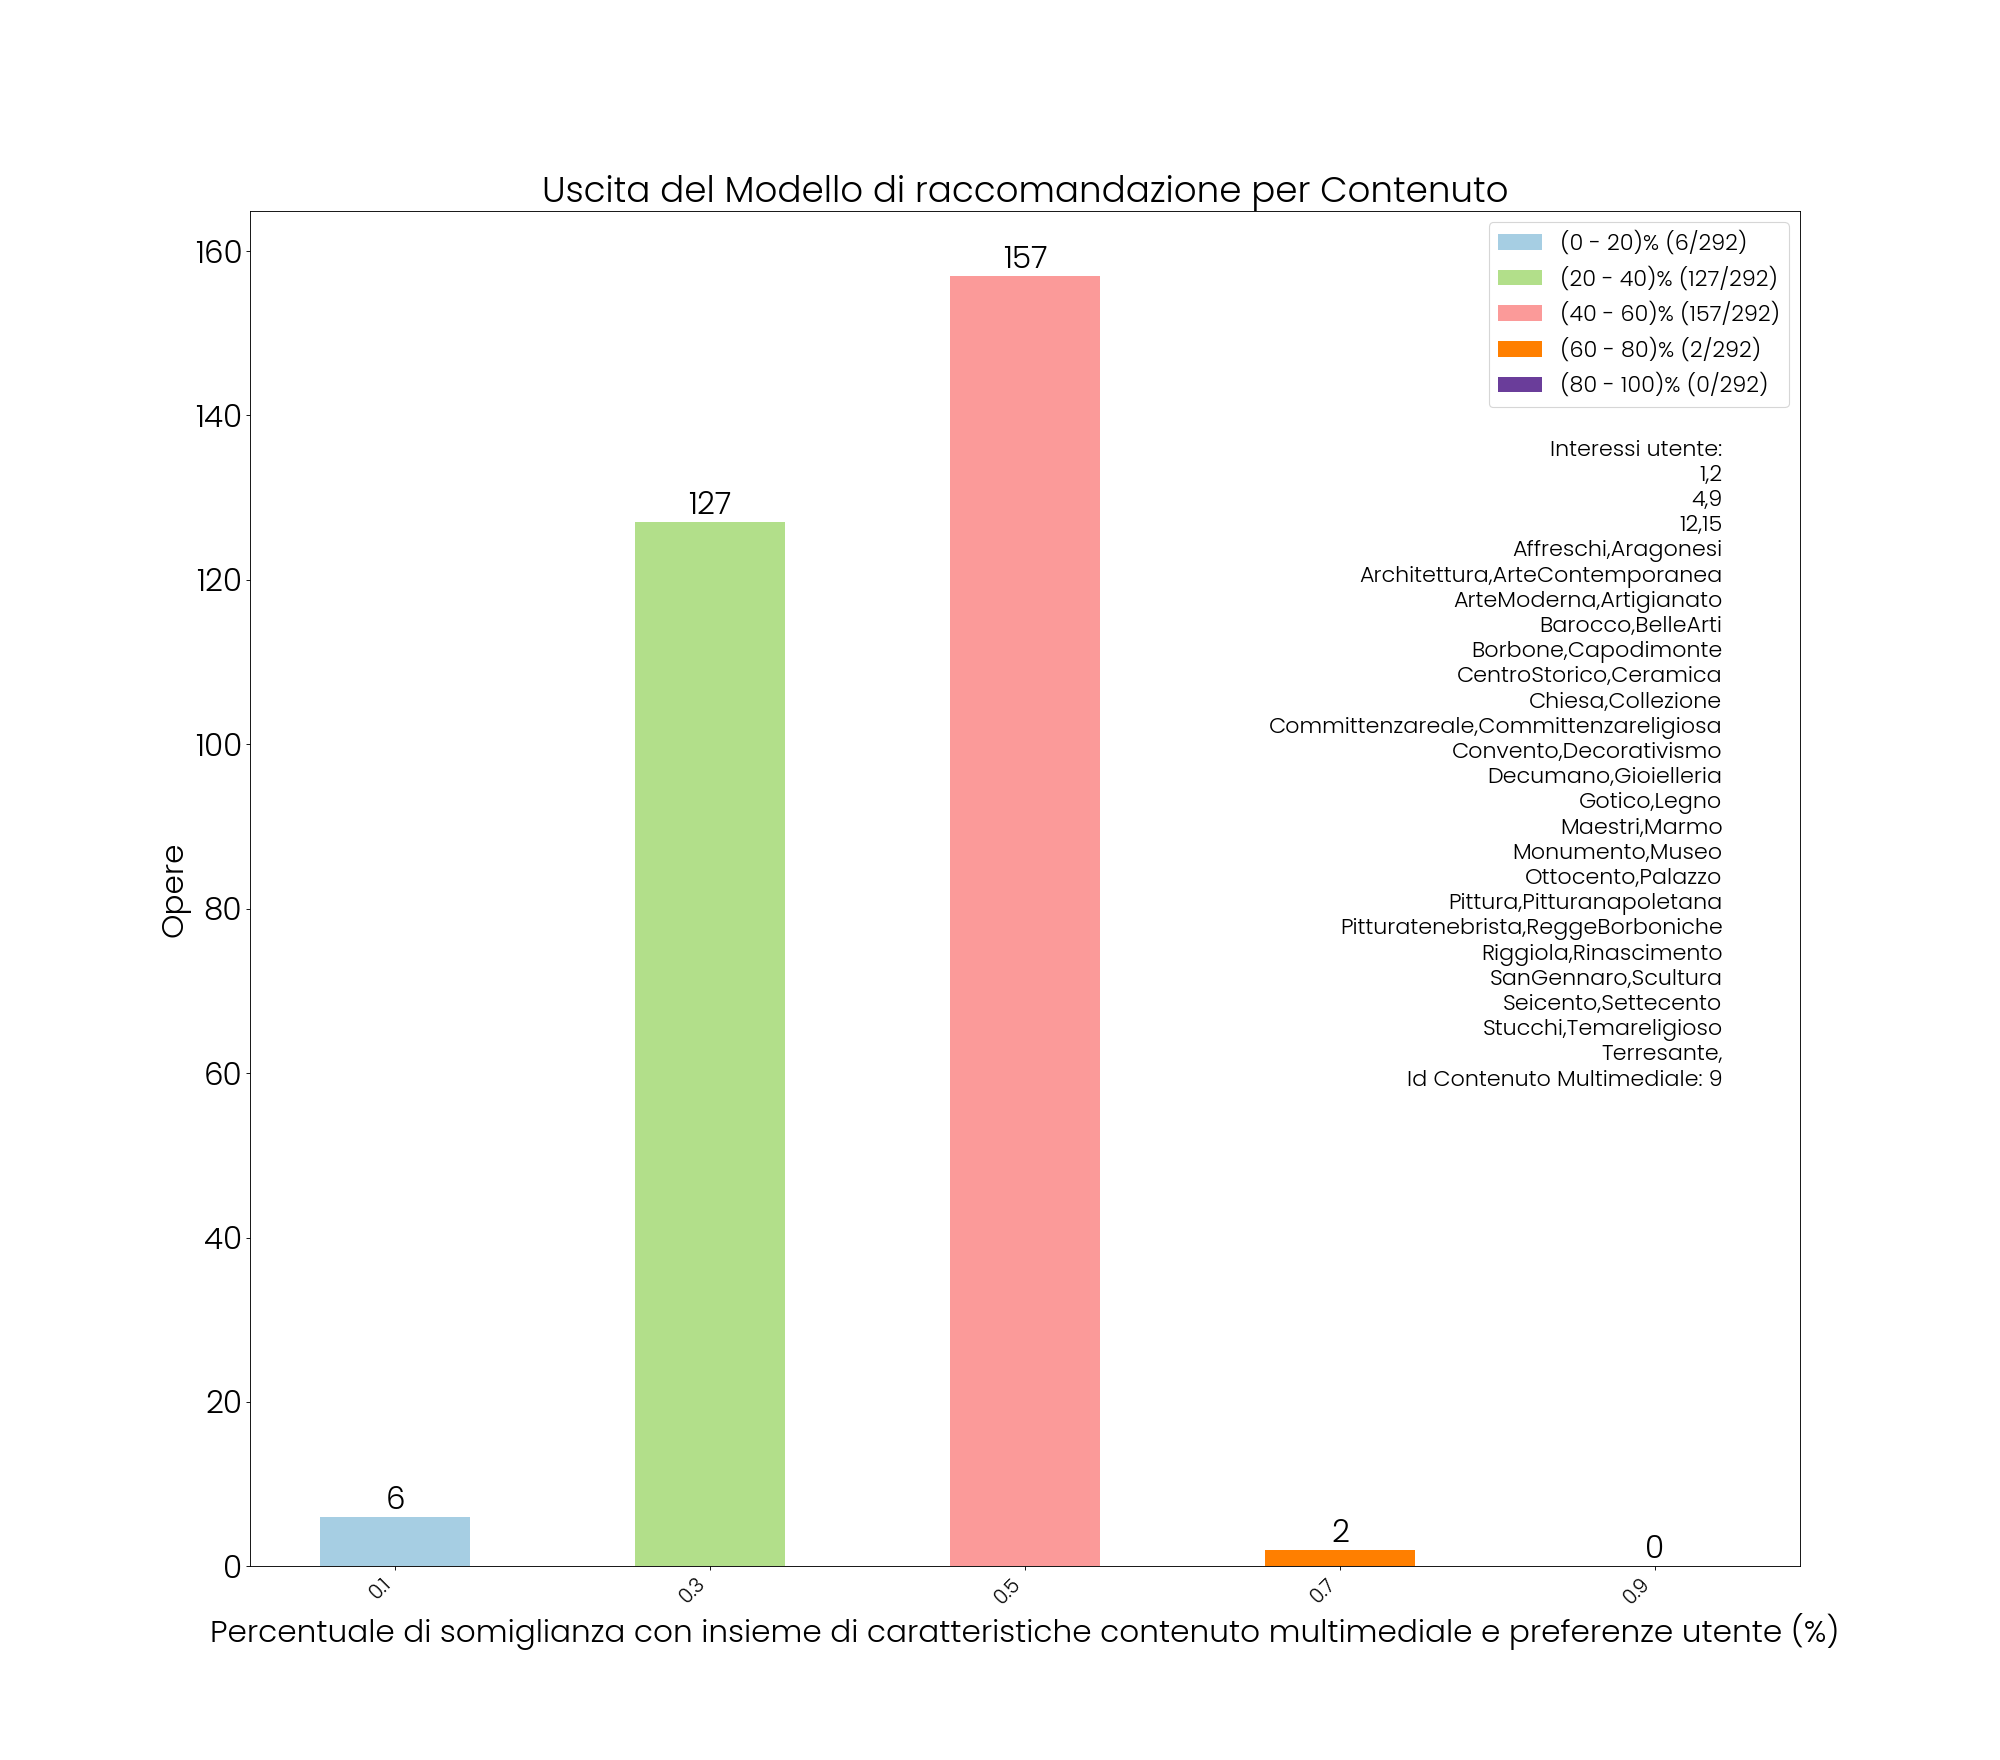 Uscita del Modello di raccomandazione per Contenuto
160
140
120
100
80
60
40
20
0
Opere
6
127
157
2
0
(0 - 20)% (6/292)
(20 - 40)% (127/292)
(40 - 60)% (157/292)
(60 - 80)% (2/292)
(80 - 100)% (0/292)
Interessi utente:
1,2
4,9
12,15
Affreschi,Aragonesi
Architettura,ArteContemporanea
ArteModerna,Artigianato
Barocco,BelleArti
Borbone,Capodimonte
CentroStorico,Ceramica
Chiesa,Collezione
Committenzareale,Committenzareligiosa
Convento,Decorativismo
Decumano,Gioielleria
Gotico,Legno
Maestri,Marmo
Monumento,Museo
Ottocento,Palazzo
Pittura,Pitturanapoletana
Pitturatenebrista,ReggeBorboniche
Riggiola,Rinascimento
SanGennaro,Scultura
Seicento,Settecento
Stucchi,Temareligioso
Terresante,
Id Contenuto Multimediale: 9
0.1
0.3
0.5
0.7
0.9
Percentuale di somiglianza con insieme di caratteristiche contenuto multimediale e preferenze utente (%)